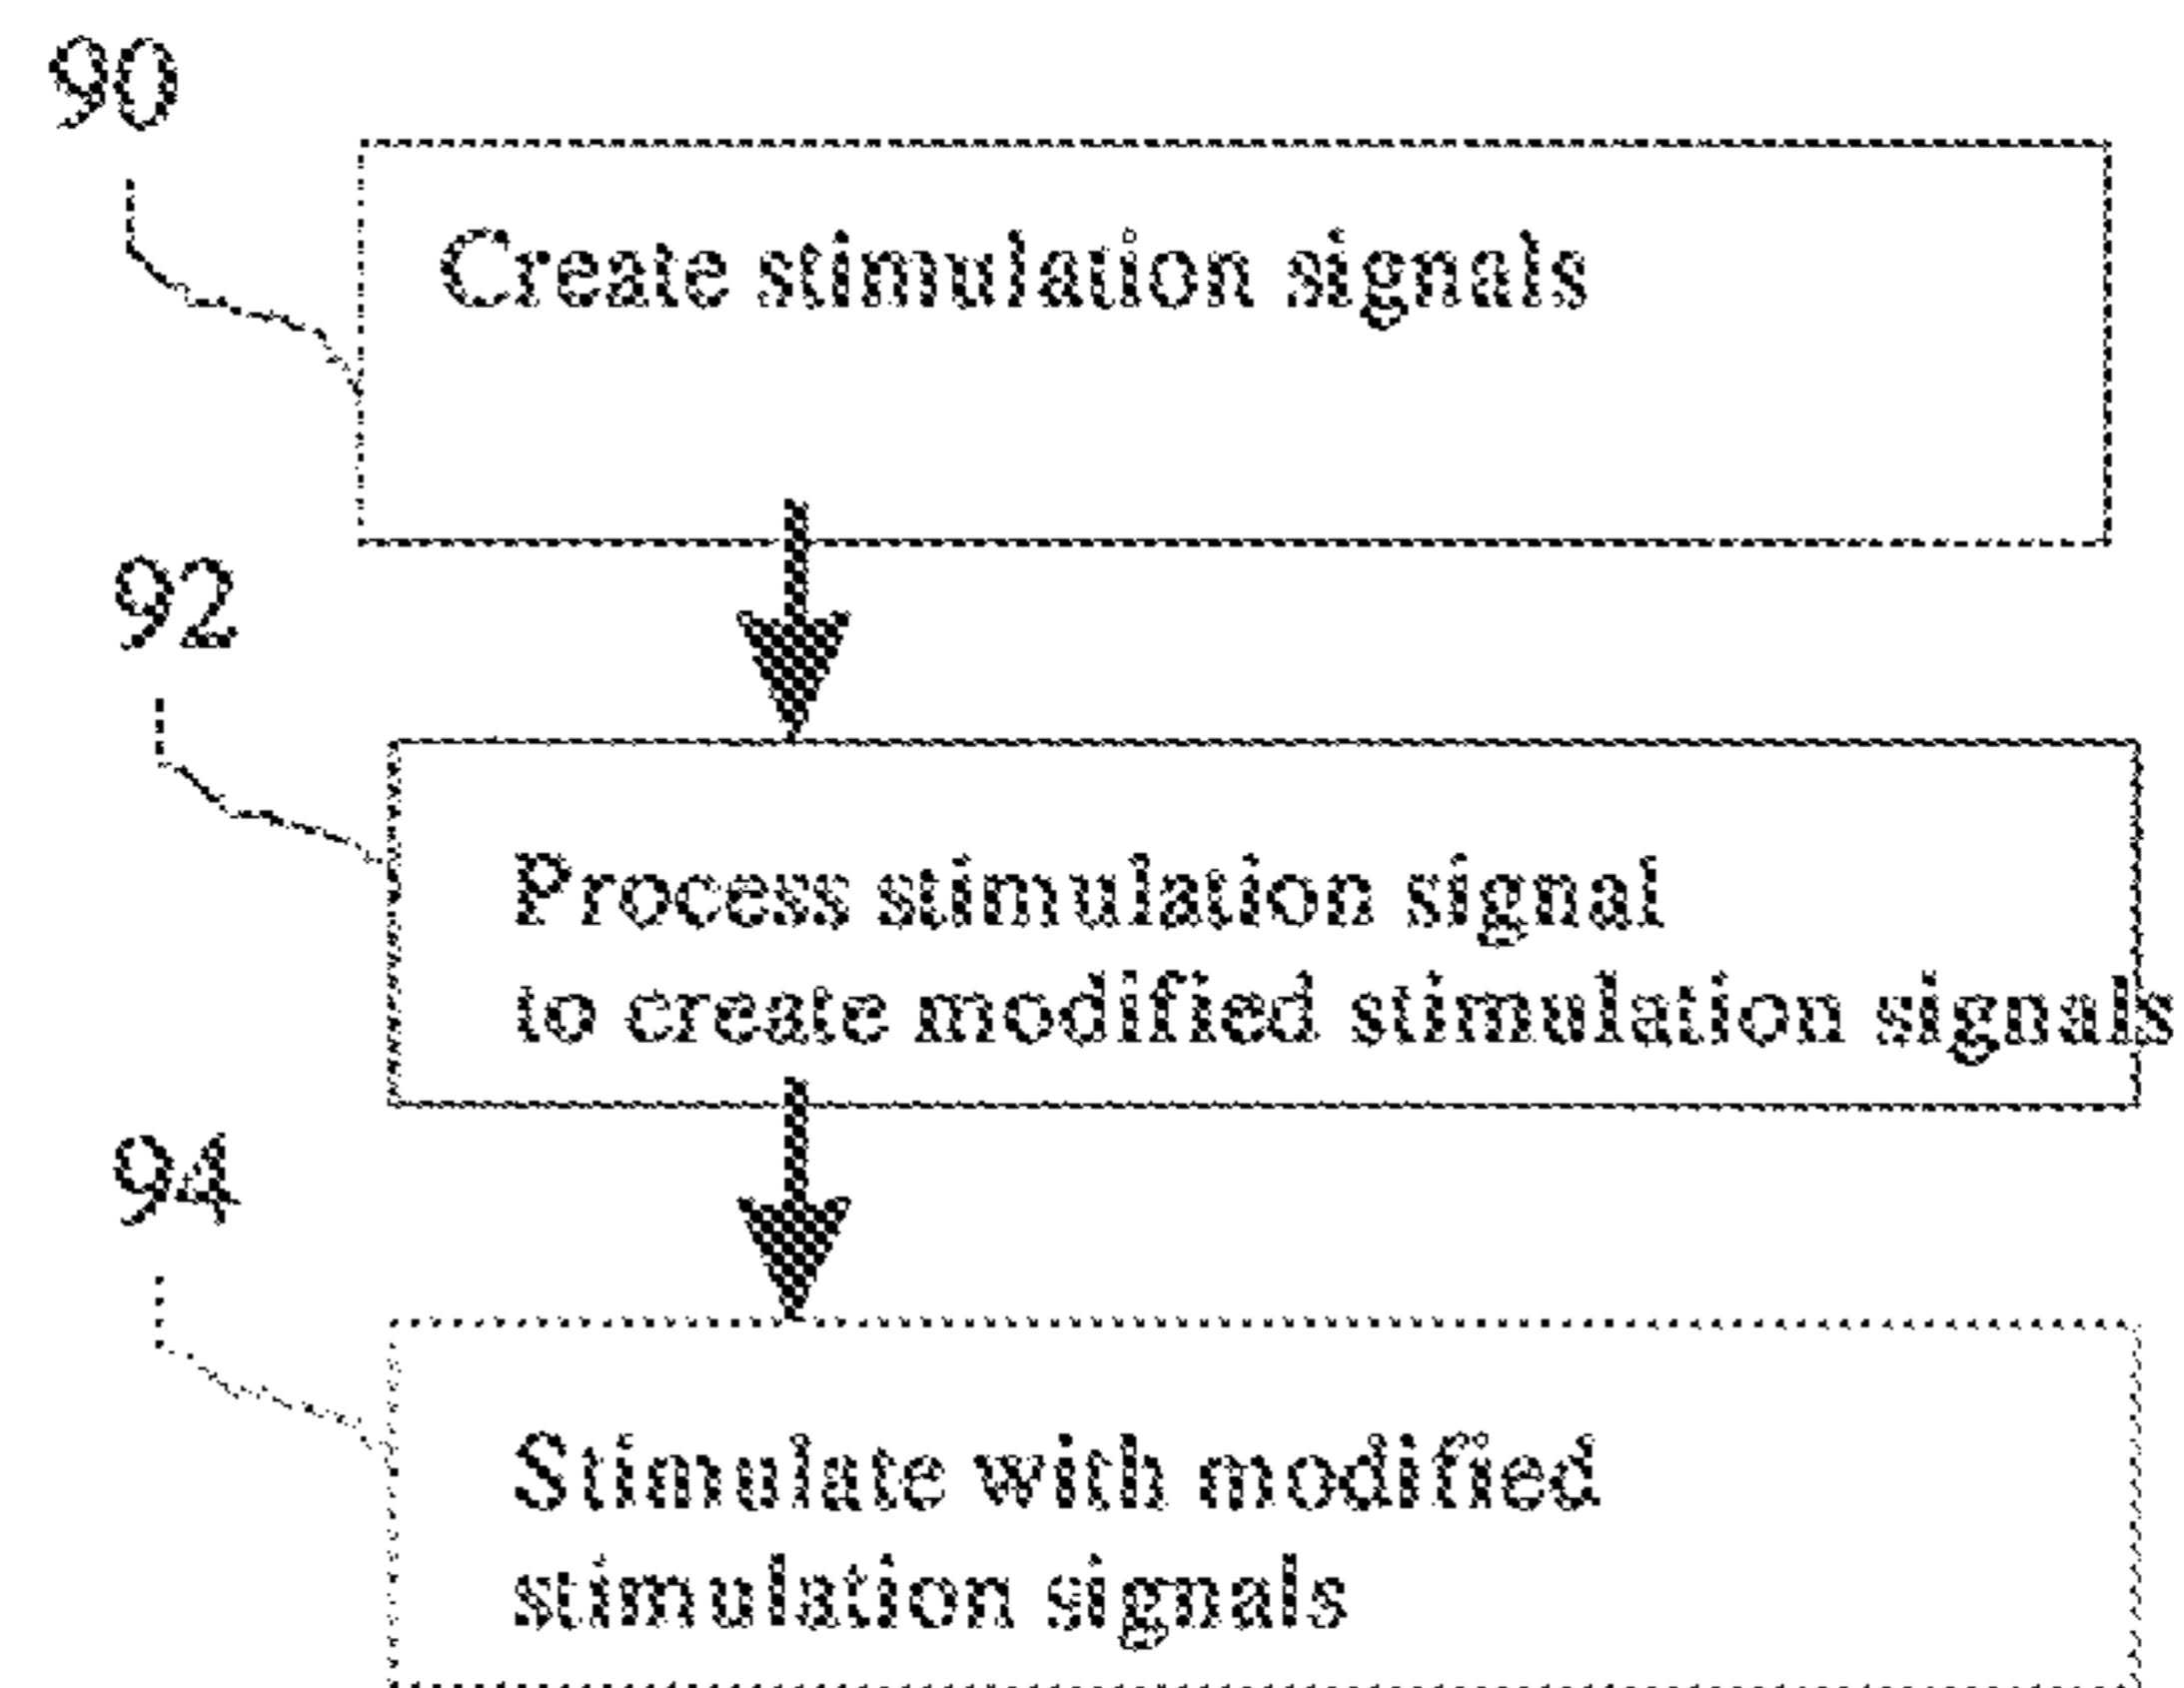 90
Create stimulation signals
92
Process stimulation signal
to create modified stimulation signals
94
Stimulate with modified
stimulation signals